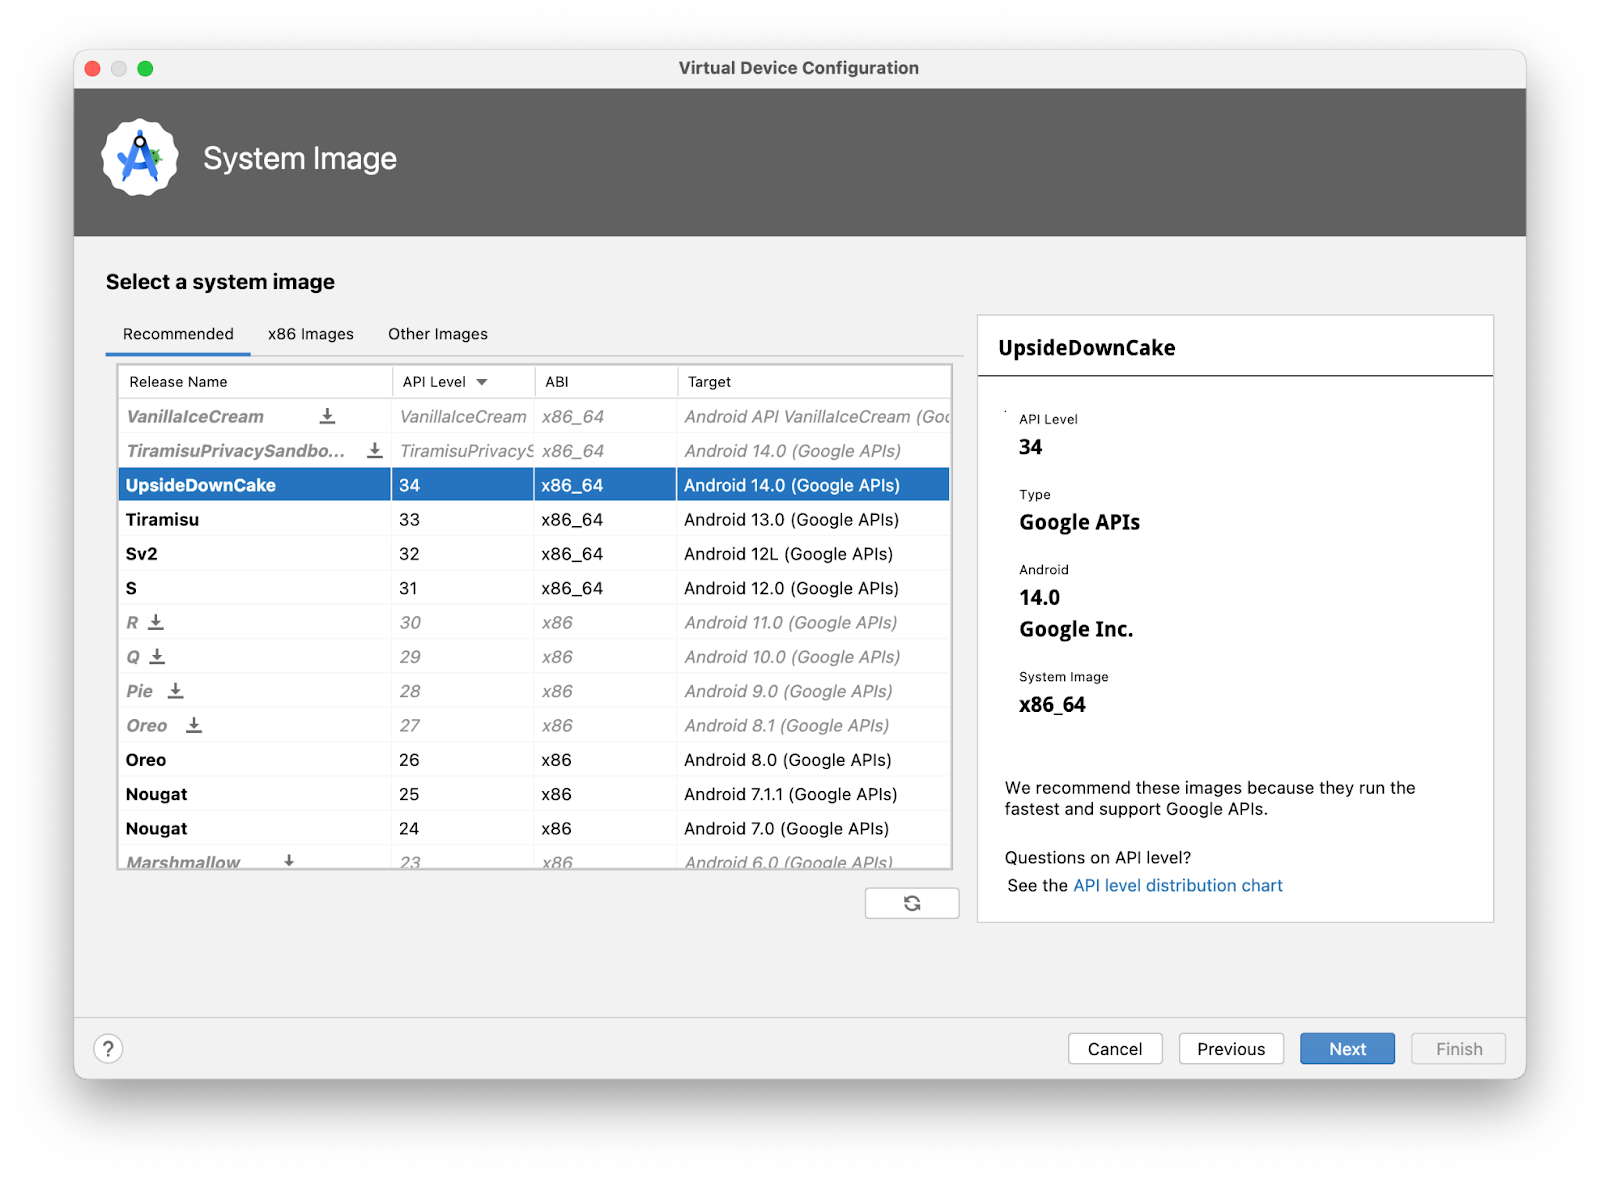 Virtual Device Configuration
System Image
Select a system image
Recommended x86 Images Other Images
Release Name API Level ABI Target
VanillaIceCream VanillaIceCream x86_64 Android API VanillaIceCream (Goo
TiramisuPrivacySandbo... TiramisuPrivacyS x86_64 Android 14.0 (Google APIs)
UpsideDownCake 34 x86_64 Android 14.0 (Google APIs)
Tiramisu 33 x86_64 Android 13.0 (Google APIs)
Sv2 32 x86_64 Android 12L (Google APIs)
S 31 x86_64 Android 12.0 (Google APIs)
R 30 x86 Android 11.0 (Google APIs)
Q 29 x86 Android 10.0 (Google APIs)
Pie 28 x86 Android 9.0 (Google APIs)
Oreo 27 x86 Android 8.1 (Google APIs)
Oreo 26 x86 Android 8.0 (Google APIs)
Nougat 25 x86 Android 7.1.1 (Google APIs)
Nougat 24 x86 Android 7.0 (Google APIs)
Marshmallow 23 x86 Android 6.0 (Google APIs)
UpsideDownCake
API Level
34
Type
Google APIs
Android
14.0
Google Inc.
System Image
x86_64
We recommend these images because they run the
fastest and support Google APIs.
Questions on API level?
See the API level distribution chart
? Cancel Previous Next Finish